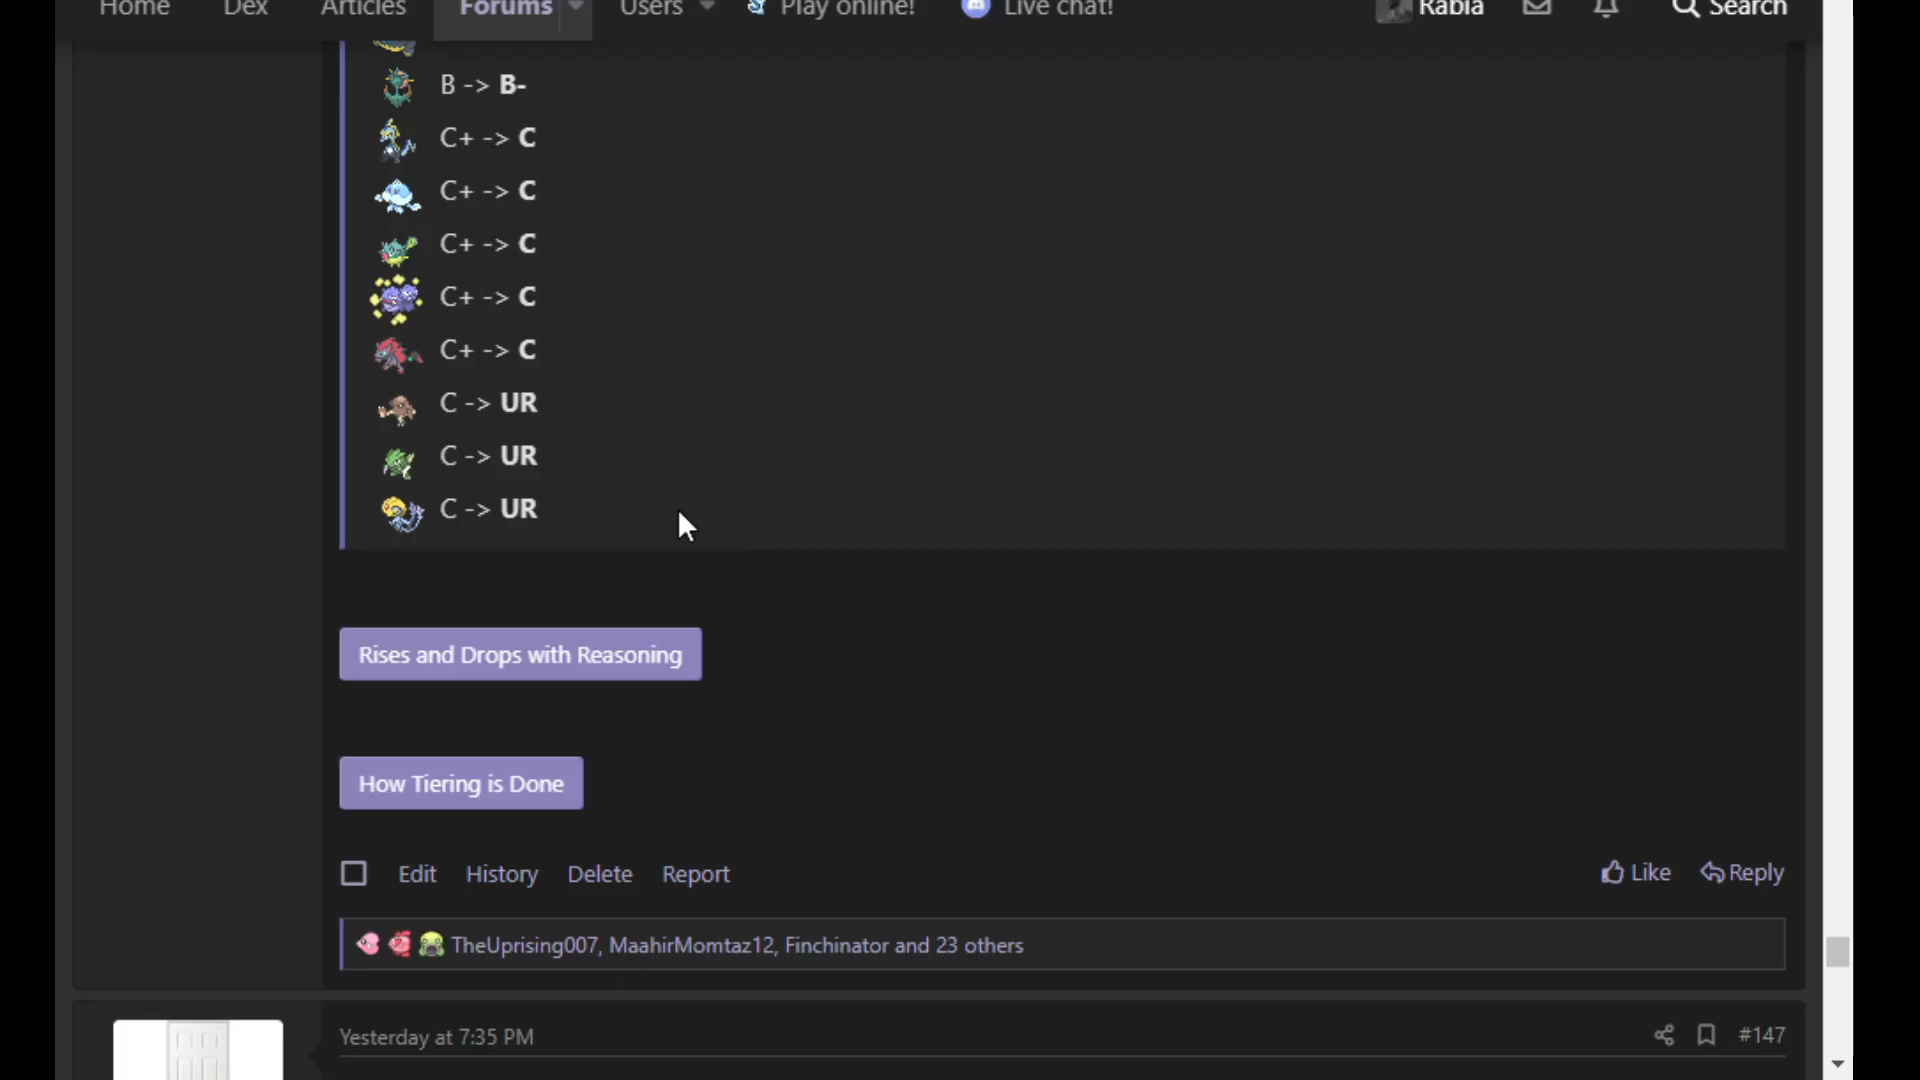 Home Dex Articles Forums Users Play online! Live chat! Rabia Search
B -> B-
C+ -> C
C+ -> C
C+ -> C
C+ -> C
C+ -> C
C -> UR
C -> UR
C -> UR
Rises and Drops with Reasoning
How Tiering is Done
Edit History Delete Report Like Reply
TheUprising007, MaahirMomtaz12, Finchinator and 23 others
Yesterday at 7:35 PM #147